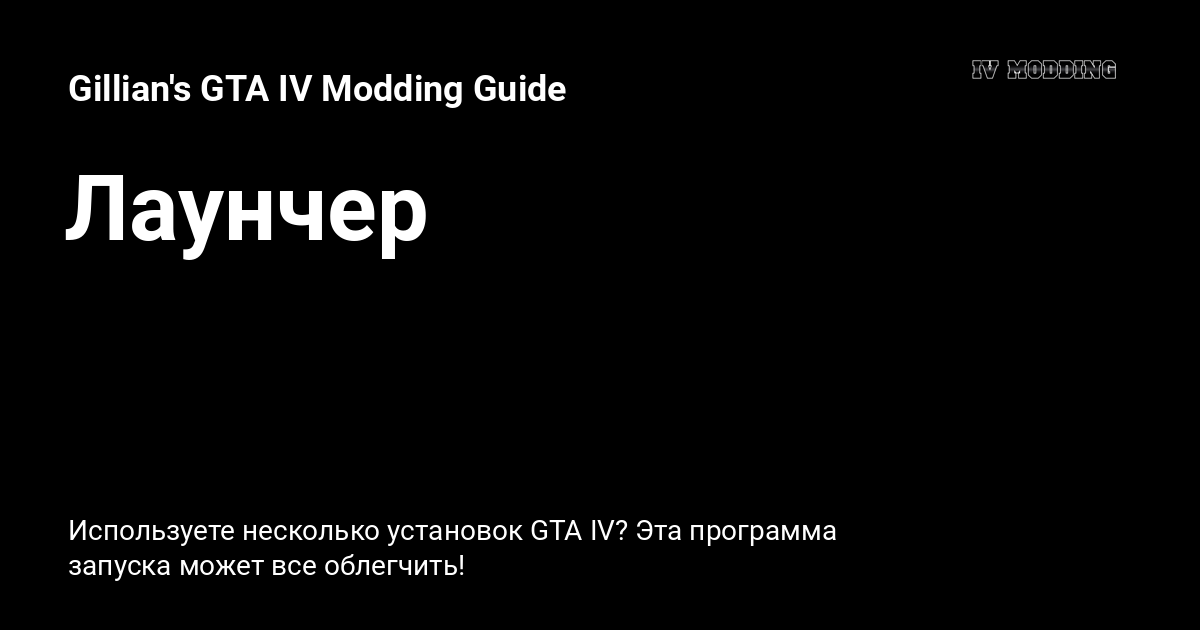 Gillian's GTA IV Modding Guide
IV MODDING
Лаунчер
Используете несколько установок GTA IV? Эта программа
запуска может все облегчить!